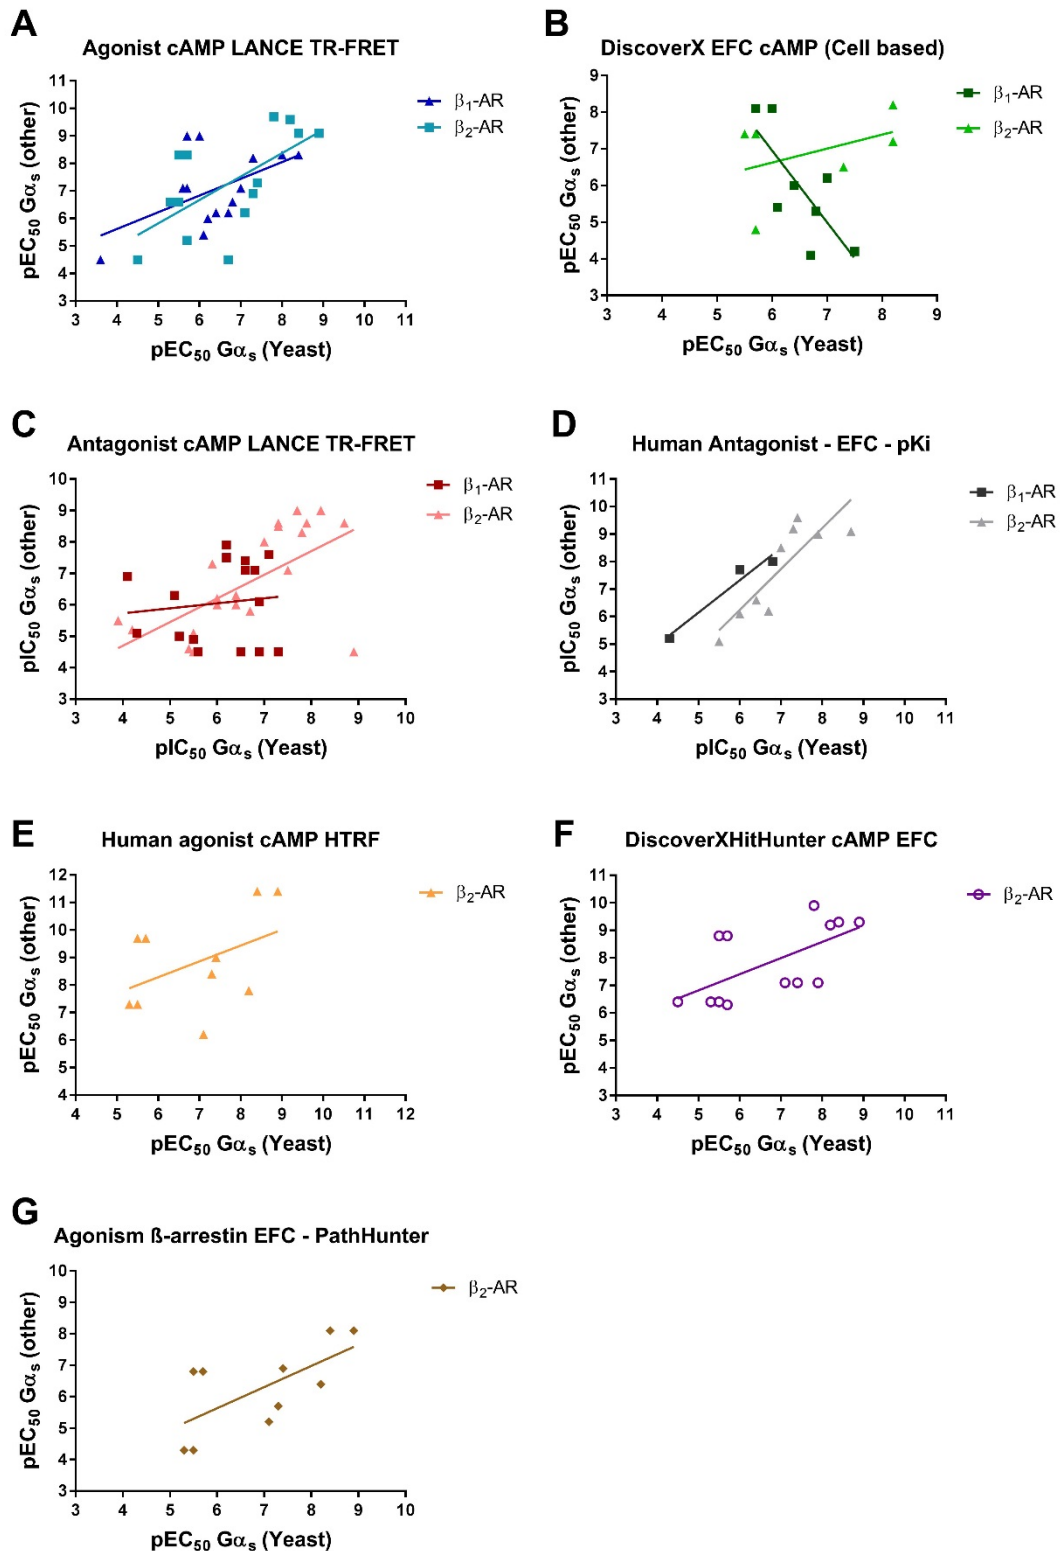 A
Agonist cAMP LANCE TR-FRET
pEC50 Gαs (other)
11
10
9
8
7
6
5
4
3
3 4 5 6 7 8 9 10 11
pEC50 Gαs (Yeast)
β1-AR
β2-AR
B
DiscoverX EFC cAMP (Cell based)
pEC50 Gαs (other)
9
8
7
6
5
4
3
3 4 5 6 7 8 9
pEC50 Gαs (Yeast)
β1-AR
β2-AR
C
Antagonist cAMP LANCE TR-FRET
pIC50 Gαs (other)
10
9
8
7
6
5
4
3
3 4 5 6 7 8 9 10
pIC50 Gαs (Yeast)
β1-AR
β2-AR
D
Human Antagonist - EFC - pKi
pIC50 Gαs (other)
11
10
9
8
7
6
5
4
3
3 4 5 6 7 8 9 10 11
pIC50 Gαs (Yeast)
β1-AR
β2-AR
E
Human agonist cAMP HTRF
pEC50 Gαs (other)
12
11
10
9
8
7
6
5
4
4 5 6 7 8 9 10 11 12
pEC50 Gαs (Yeast)
β2-AR
F
DiscoverXHitHunter cAMP EFC
pEC50 Gαs (other)
11
10
9
8
7
6
5
4
3
3 4 5 6 7 8 9 10 11
pEC50 Gαs (Yeast)
β2-AR
G
Agonism ß-arrestin EFC - PathHunter
pEC50 Gαs (other)
10
9
8
7
6
5
4
3
3 4 5 6 7 8 9 10
pEC50 Gαs (Yeast)
β2-AR